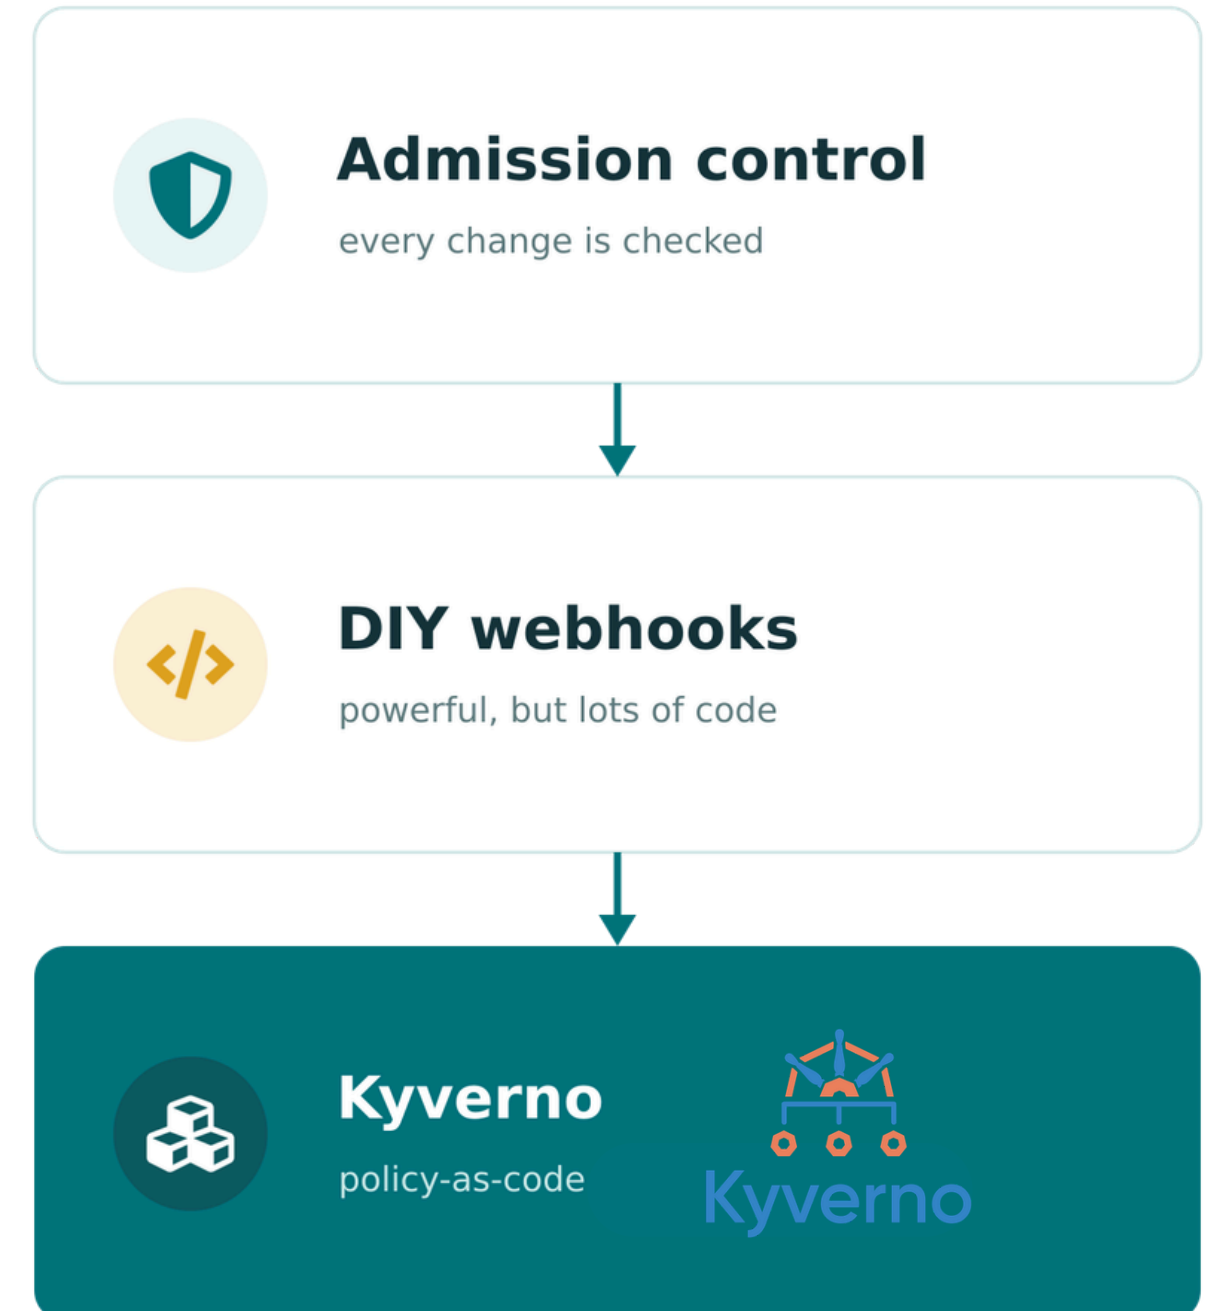 Admission control
every change is checked
DIY webhooks
powerful, but lots of code
Kyverno
policy-as-code
Kyverno